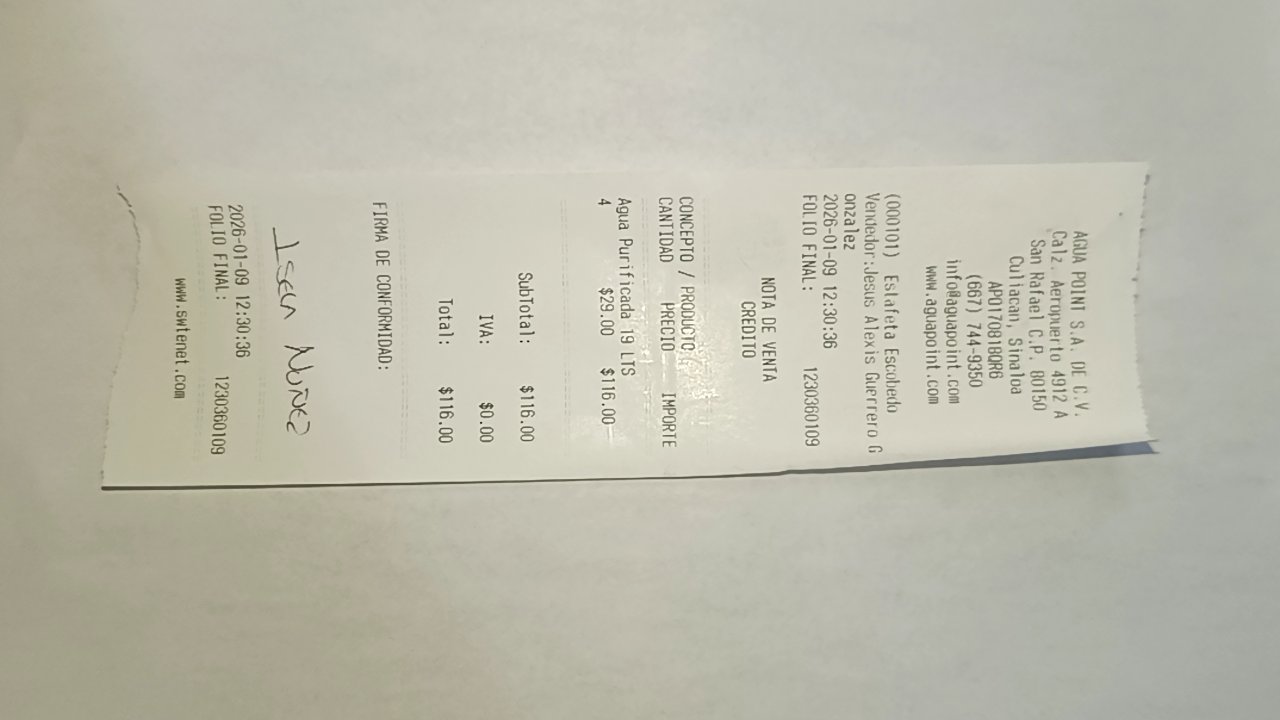 AGUA POINT S.A. DE C.V.
Calz. Aeropuerto 4912 A
San Rafael C.P. 80150
Culiacan, Sinaloa
APO170818QR6
(667) 744-9350
info@aguapoint.com
www.aguapoint.com
(000101) Estafeta Escobedo
Vendedor:Jesus Alexis Guerrero G
onzalez
2026-01-09 12:30:36
FOLIO FINAL: 1230360109
NOTA DE VENTA
CREDITO
CONCEPTO / PRODUCTO
CANTIDAD PRECIO IMPORTE
Agua Purificada 19 LTS
4 $29.00 $116.00
SubTotal: $116.00
IVA: $0.00
Total: $116.00
FIRMA DE CONFORMIDAD:
Nuñez
2026-01-09 12:30:36
FOLIO FINAL: 1230360109
www.swtenet.com